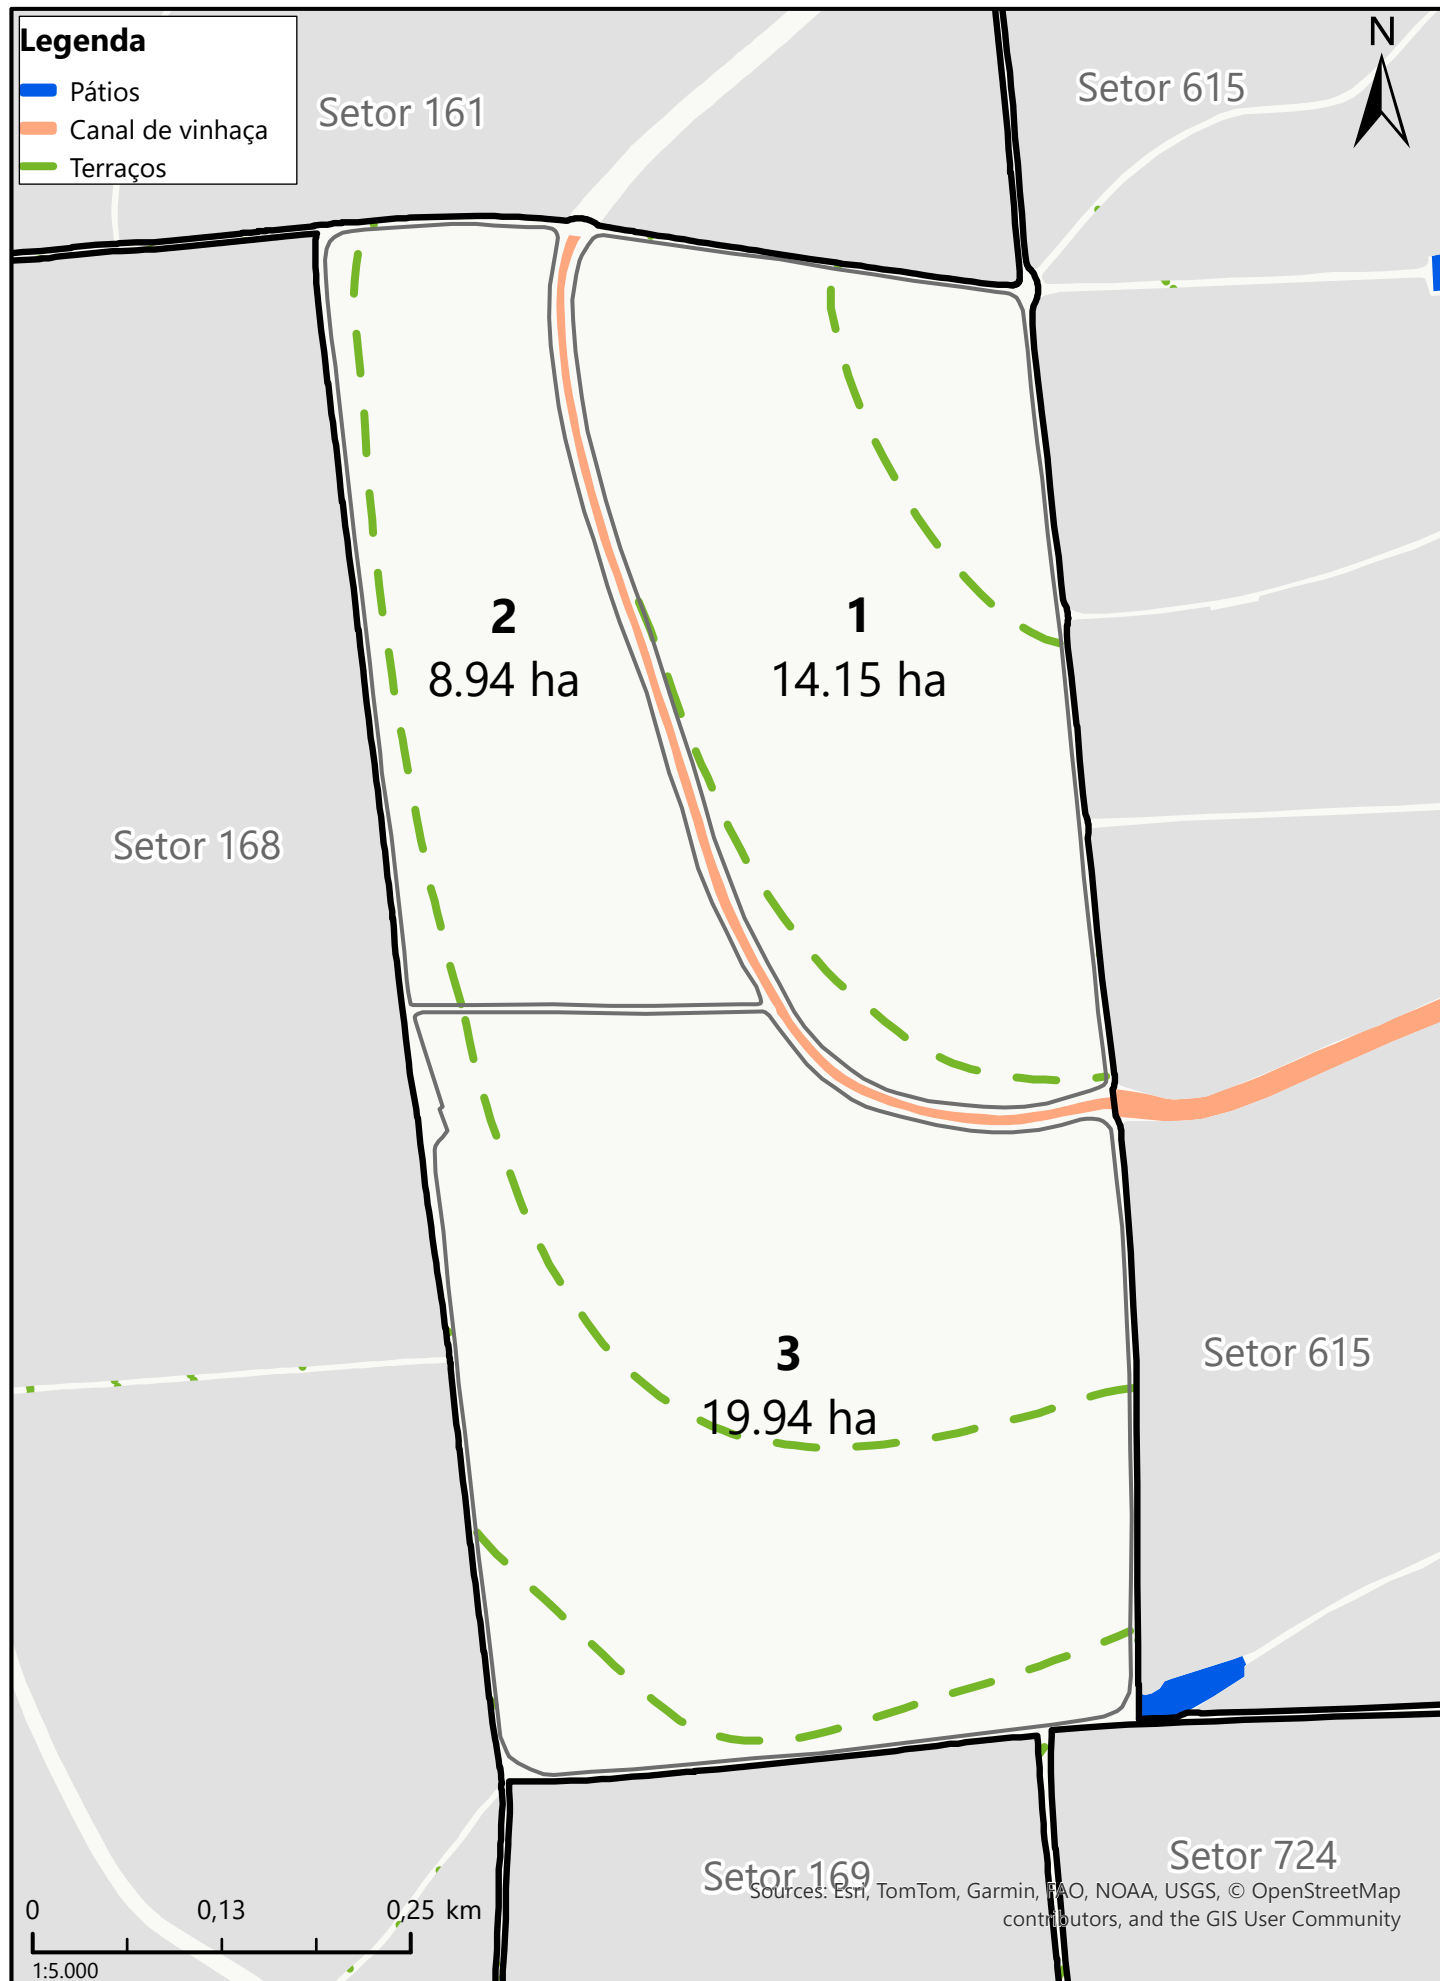 Legenda
Pátios
Canal de vinhaça
Terraços
Setor 161
Setor 615
N
2
8.94 ha
1
14.15 ha
Setor 168
3
19.94 ha
Setor 615
Setor 169
Setor 724
Sources: Esri, TomTom, Garmin, FAO, NOAA, USGS, © OpenStreetMap
contributors, and the GIS User Community
0 0,13 0,25 km
1:5.000